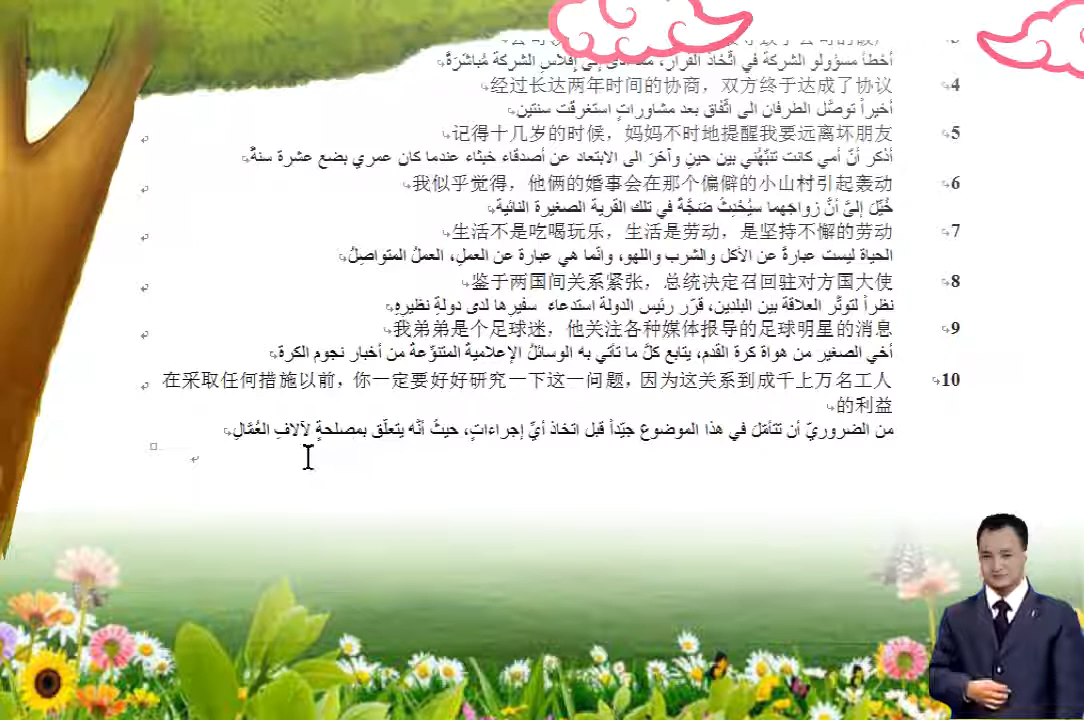 أخطأ مسؤولو الشركة في اتّخاذ القرار، إفلاسِ الشركة مُباشَرَةً
4 经过长达两年时间的协商，双方终于达成了协议
أخيراً توصَّل الطرفان الى اتّفاق بعد مشاوراتٍ استغرقت سنتين
5 记得十几岁的时候，妈妈不时地提醒我要远离坏朋友
أذكر أنَّ أمي كانت تنبِّهُني بين حينٍ وآخرَ الى الابتعاد عن أصدقاء خبثاء عندما كان عمري بضع عشرة سنةً
6 我似乎觉得，他俩的婚事会在那个偏僻的小山村引起轰动
خُيِّل إليَّ أنَّ زواجهما سيُحْدِثُ ضَجَّةً في تلك القرية الصغيرة النائية
7 生活不是吃喝玩乐，生活是劳动，是坚持不懈的劳动
الحياة ليست عبارةً عن الأكل والشرب واللهو، وانّما هي عبارة عن العملِ، العملُ المتواصِلُ
8 鉴于两国间关系紧张，总统决定召回驻对方国大使
نظراً لتوتُّر العلاقة بين البلدين، قرّر رئيس الدولة استدعاء سفيرها لدى دولةِ نظيرهِ
9 我弟弟是个足球迷，他关注各种媒体报导的足球明星的消息
أخي الصغير من هواة كرة القدم، يتابع كلَّ ما تأتي به الوسائلُ الإعلاميةُ المتنوِّعةُ من أخبار نجوم الكرة
10 在采取任何措施以前，你一定要好好研究一下这一问题，因为这关系到成千上万名工人
的利益
من الضروريّ أن تتأمّلَ في هذا الموضوع جيّداً قبل اتخاذ أيِّ إجراءاتٍ، حيثُ أنَّه يتعلَّق بمصلحةٍ لآلافِ العُمَّالِ